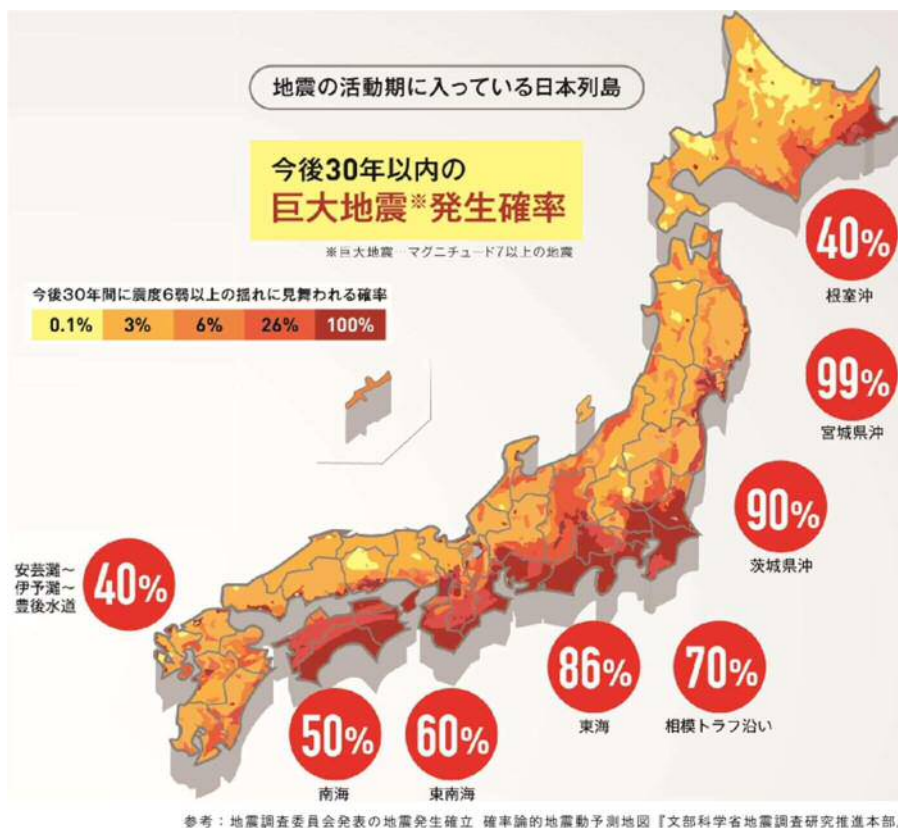 地震の活動期に入っている日本列島
今後30年以内の
巨大地震※発生確率
※巨大地震…マグニチュード7以上の地震
今後30年間に震度6弱以上の揺れに見舞われる確率
0.1% 3% 6% 26% 100%
40%
根室沖
99%
宮城県沖
90%
茨城県沖
安芸灘〜
伊予灘〜
豊後水道
40%
86%
東海
70%
相模トラフ沿い
50%
南海
60%
東南海
参考：地震調査委員会発表の地震発生確立 確率論的地震動予測地図『文部科学省地震調査研究推進本部』